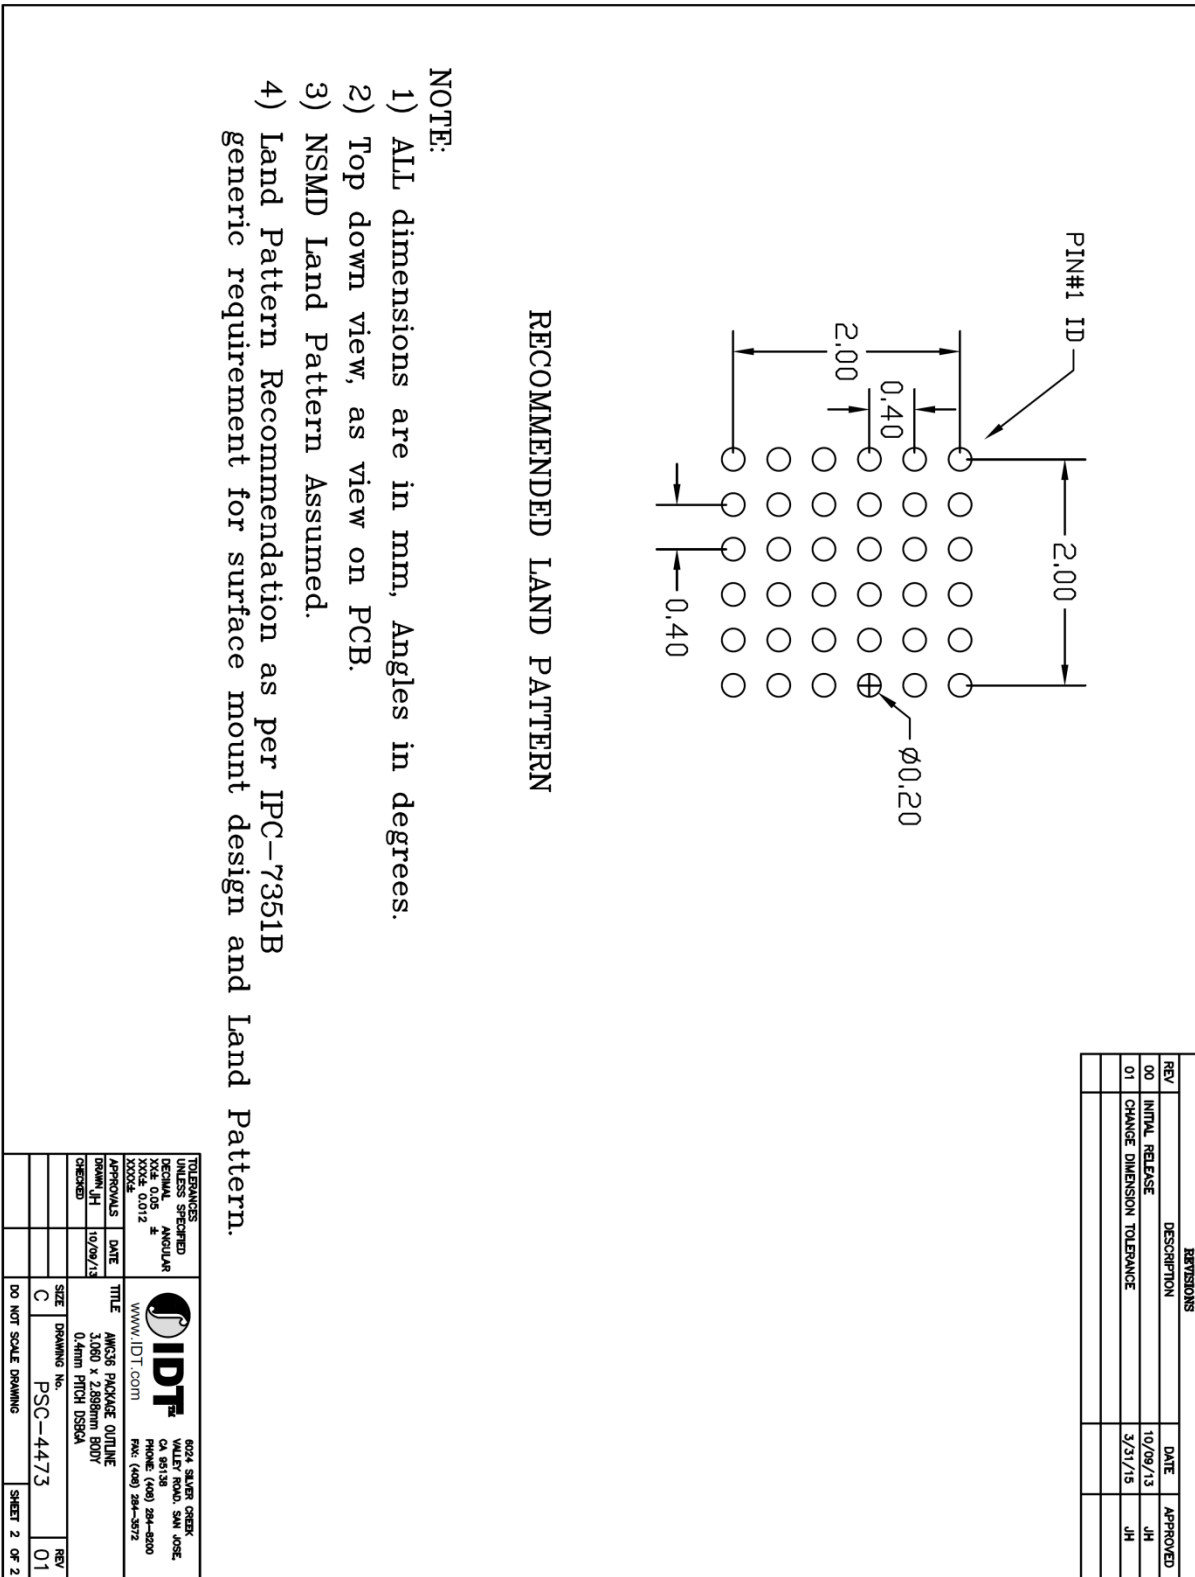 REVISIONS
REV DESCRIPTION DATE APPROVED
00 INITIAL RELEASE 10/09/13 JH
01 CHANGE DIMENSION TOLERANCE 3/31/15 JH
PIN#1 ID
2.00
2.00
0.40
Ø0.20
0.40
RECOMMENDED LAND PATTERN
NOTE:
1) ALL dimensions are in mm, Angles in degrees.
2) Top down view, as view on PCB.
3) NSMD Land Pattern Assumed.
4) Land Pattern Recommendation as per IPC-7351B
generic requirement for surface mount design and Land Pattern.
TOLERANCES
UNLESS SPECIFIED
DECIMAL ANGULAR
XX± 0.05 ±
XXX± 0.012
XXXX±
IDT™
www.IDT.com
6024 SILVER CREEK
VALLEY ROAD, SAN JOSE,
CA 95138
PHONE: (408) 284-8200
FAX: (408) 284-3572
APPROVALS DATE
DRAWN JH 10/09/13
CHECKED
TITLE AWG36 PACKAGE OUTLINE
3.060 x 2.898mm BODY
0.4mm PITCH DSBGA
SIZE DRAWING No. REV
C PSC-4473 01
DO NOT SCALE DRAWING SHEET 2 OF 2